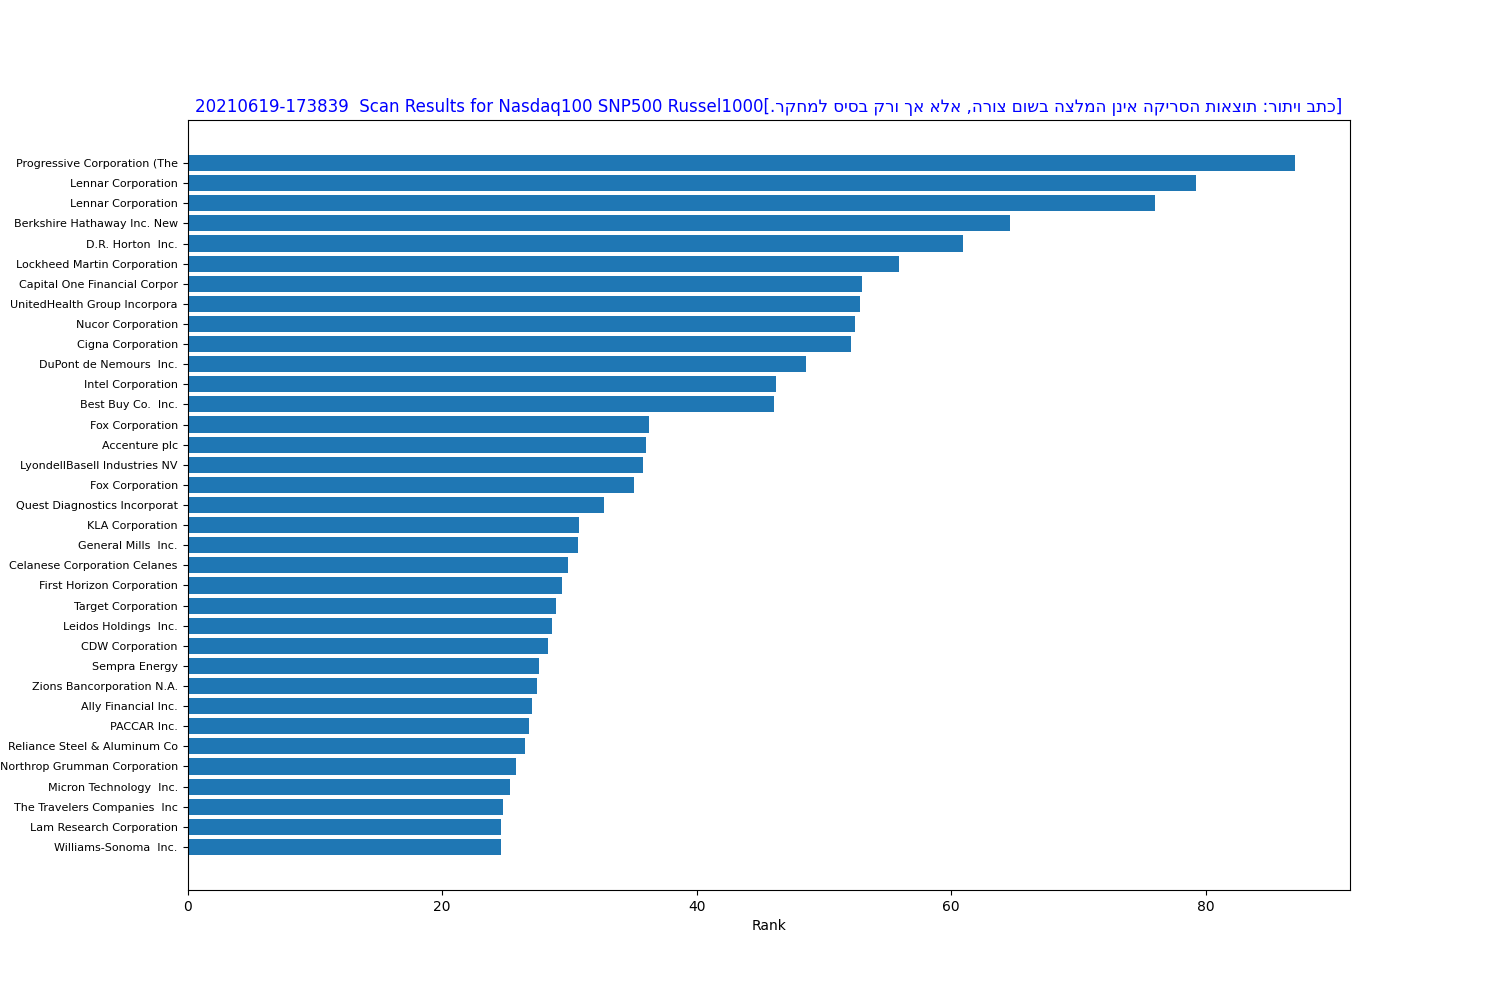 20210619-173839  Scan Results for Nasdaq100 SNP500 Russel1000[כתב ויתור: תוצאות הסריקה אינן המלצה בשום צורה, אלא אך ורק בסיס למחקר.]
Progressive Corporation (The
Lennar Corporation
Lennar Corporation
Berkshire Hathaway Inc. New
D.R. Horton  Inc.
Lockheed Martin Corporation
Capital One Financial Corpor
UnitedHealth Group Incorpora
Nucor Corporation
Cigna Corporation
DuPont de Nemours  Inc.
Intel Corporation
Best Buy Co.  Inc.
Fox Corporation
Accenture plc
LyondellBasell Industries NV
Fox Corporation
Quest Diagnostics Incorporat
KLA Corporation
General Mills  Inc.
Celanese Corporation Celanes
First Horizon Corporation
Target Corporation
Leidos Holdings  Inc.
CDW Corporation
Sempra Energy
Zions Bancorporation N.A.
Ally Financial Inc.
PACCAR Inc.
Reliance Steel & Aluminum Co
Northrop Grumman Corporation
Micron Technology  Inc.
The Travelers Companies  Inc
Lam Research Corporation
Williams-Sonoma  Inc.
0 20 40 60 80
Rank